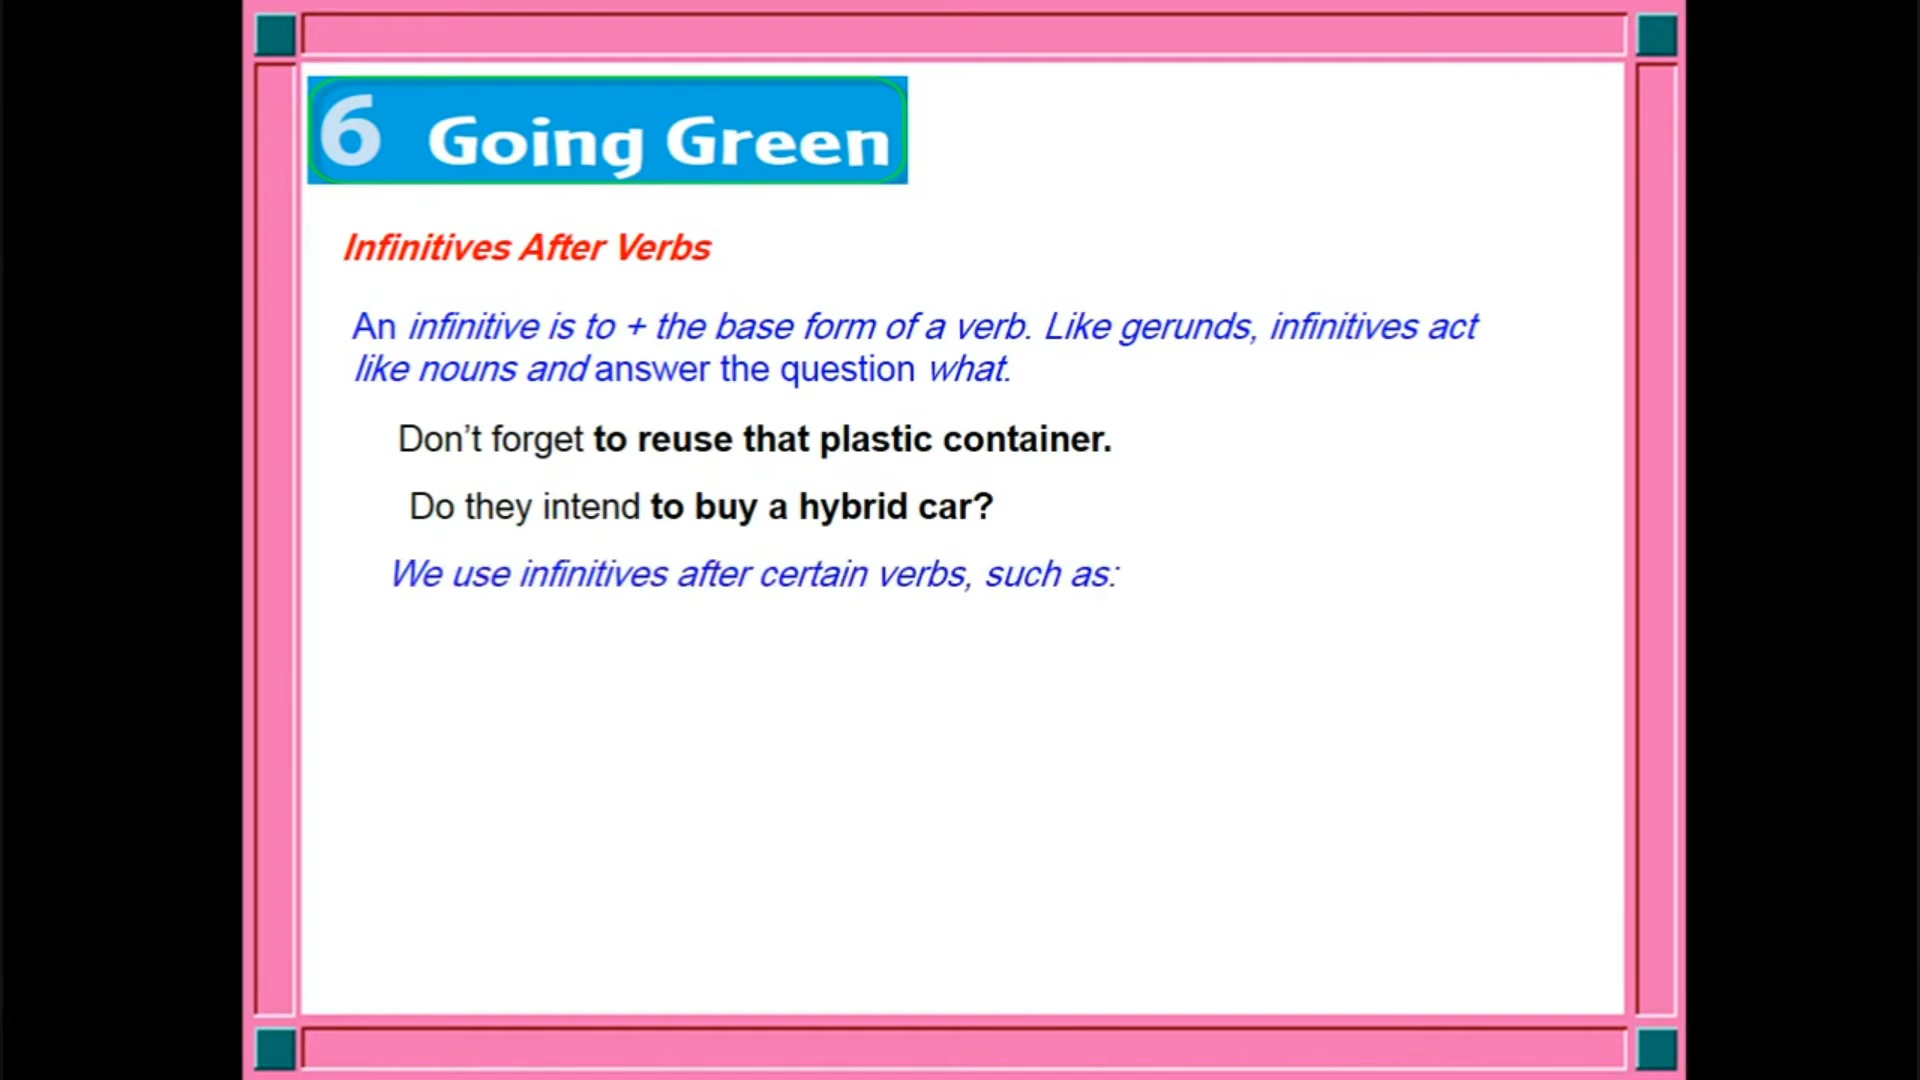 6 Going Green
Infinitives After Verbs
An infinitive is to + the base form of a verb. Like gerunds, infinitives act
like nouns and answer the question what.
Don’t forget to reuse that plastic container.
Do they intend to buy a hybrid car?
We use infinitives after certain verbs, such as: